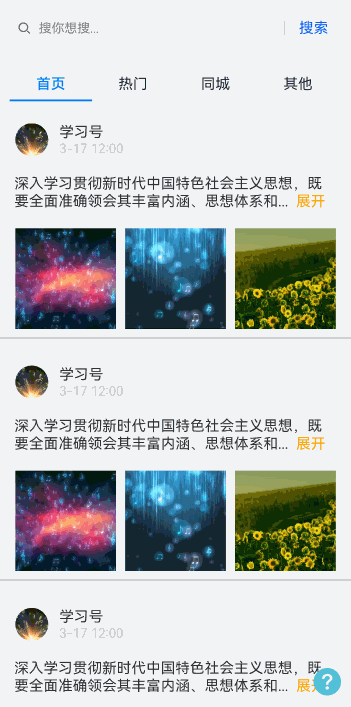 搜你想搜...
搜索
首页
热门
同城
其他
学习号
3-17 12:00
深入学习贯彻新时代中国特色社会主义思想，既
要全面准确领会其丰富内涵、思想体系和... 展开
学习号
3-17 12:00
深入学习贯彻新时代中国特色社会主义思想，既
要全面准确领会其丰富内涵、思想体系和... 展开
学习号
3-17 12:00
深入学习贯彻新时代中国特色社会主义思想，既
要全面准确领会其丰富内涵、思想体系和... 展开
?